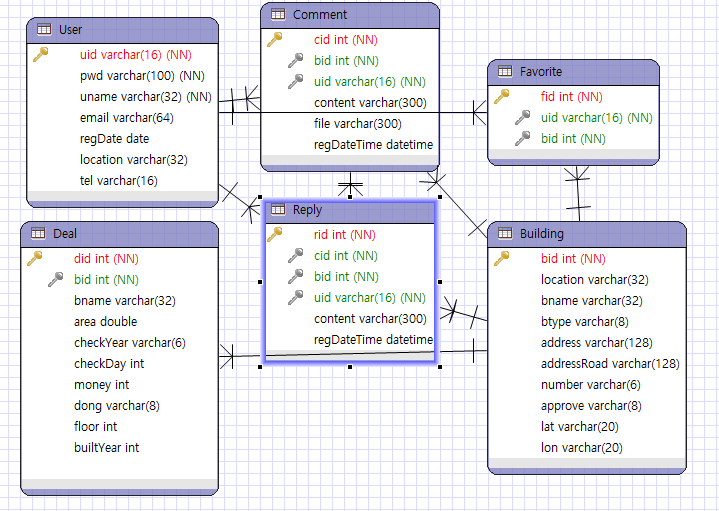 User
uid varchar(16) (NN)
pwd varchar(100) (NN)
uname varchar(32) (NN)
email varchar(64)
regDate date
location varchar(32)
tel varchar(16)
Comment
cid int (NN)
bid int (NN)
uid varchar(16) (NN)
content varchar(300)
file varchar(300)
regDateTime datetime
Favorite
fid int (NN)
uid varchar(16) (NN)
bid int (NN)
Deal
did int (NN)
bid int (NN)
bname varchar(32)
area double
checkYear varchar(6)
checkDay int
money int
dong varchar(8)
floor int
builtYear int
Reply
rid int (NN)
cid int (NN)
bid int (NN)
uid varchar(16) (NN)
content varchar(300)
regDateTime datetime
Building
bid int (NN)
location varchar(32)
bname varchar(32)
btype varchar(8)
address varchar(128)
addressRoad varchar(128)
number varchar(6)
approve varchar(8)
lat varchar(20)
lon varchar(20)